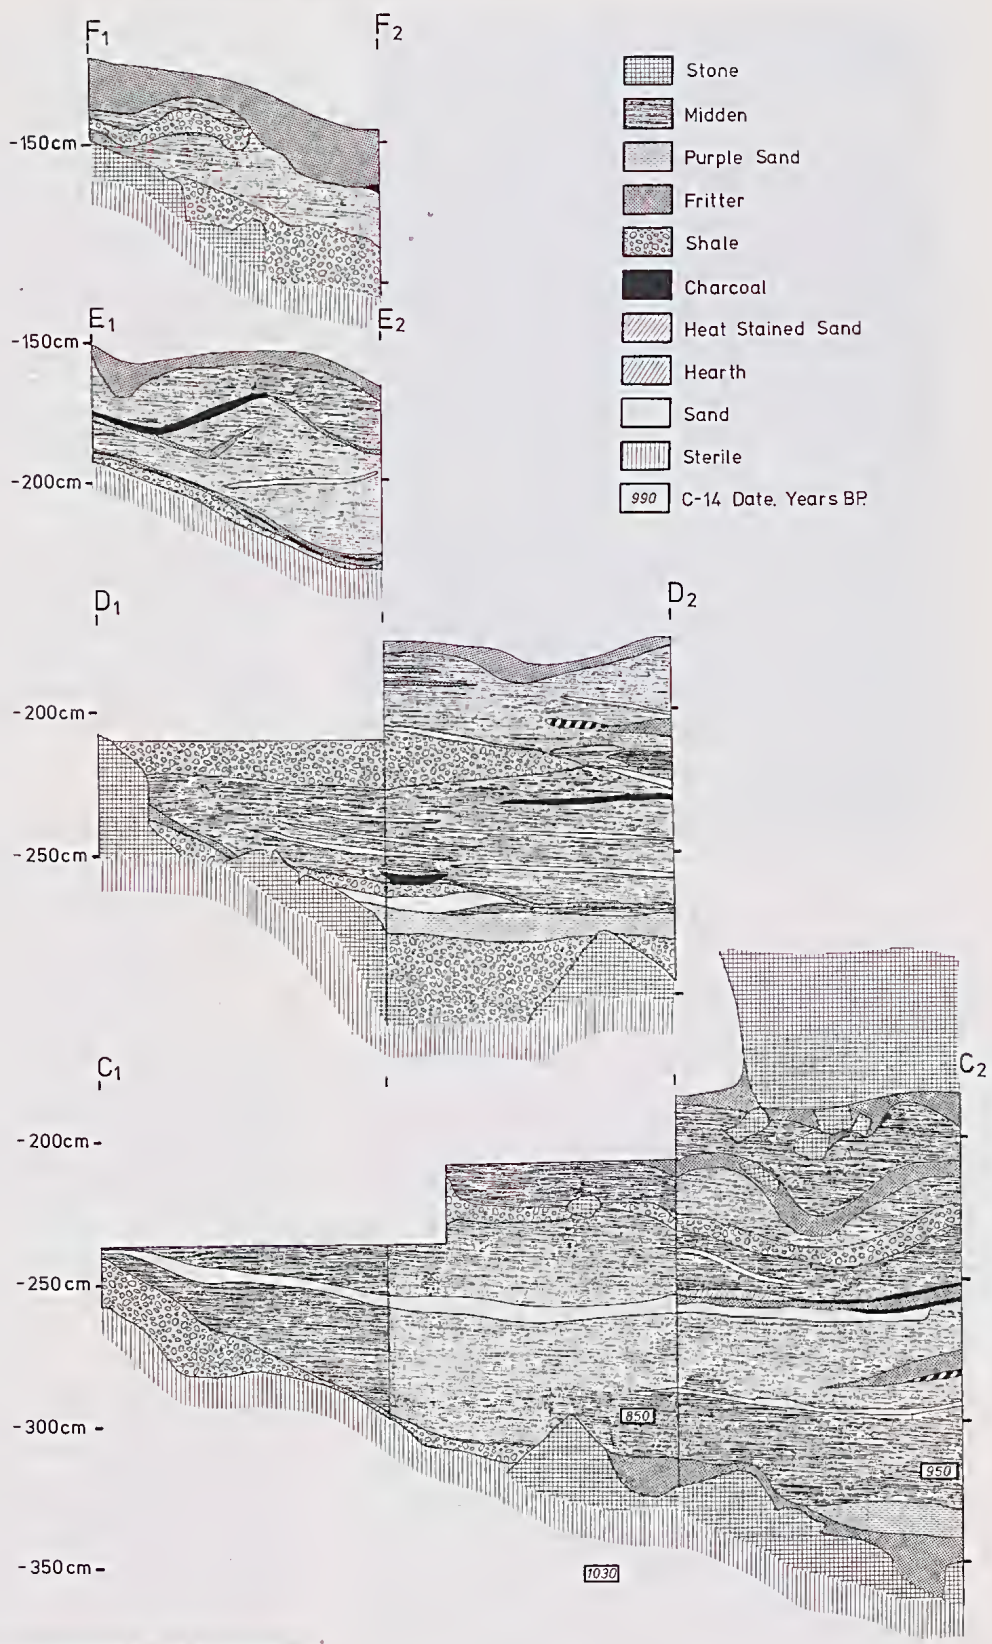 F1
F2
-150cm
Stone
Midden
Purple Sand
Fritter
Shale
Charcoal
Heat Stained Sand
Hearth
Sand
Sterile
990 C-14 Date. Years BP.
E1
E2
-150cm
-200cm
D1
D2
-200cm
-250cm
C1
C2
-200cm
-250cm
-300cm
850
950
-350cm
1030